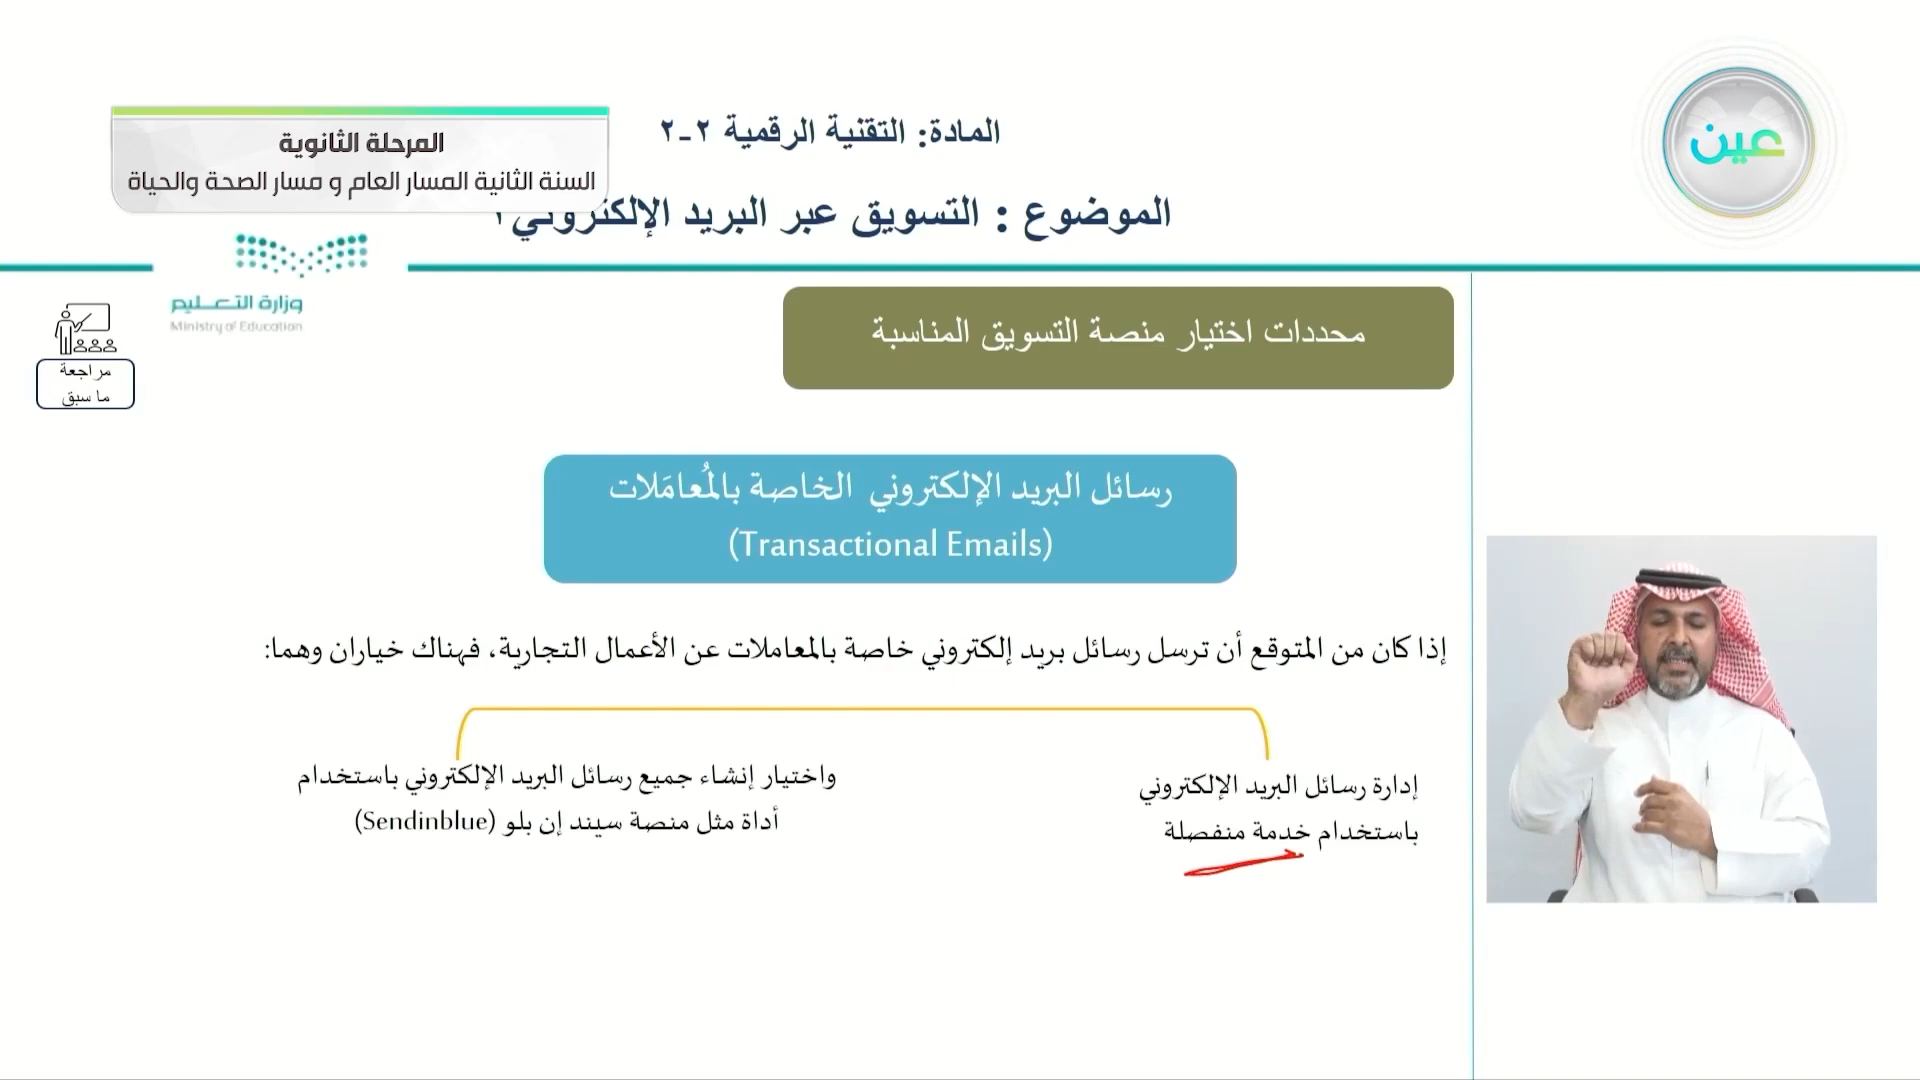 عين
المادة: التقنية الرقمية ٢-٢
المرحلة الثانوية
السنة الثانية المسار العام و مسار الصحة والحياة
الموضوع : التسويق عبر البريد الإلكتروني
وزارة التعليم
Ministry of Education
مراجعة
ما سبق
محددات اختيار منصة التسويق المناسبة
رسائل البريد الإلكتروني الخاصة بالمُعامَلات
(Transactional Emails)
إذا كان من المتوقع أن ترسل رسائل بريد إلكتروني خاصة بالمعاملات عن الأعمال التجارية، فهناك خياران وهما:
إدارة رسائل البريد الإلكتروني
باستخدام خدمة منفصلة
واختيار إنشاء جميع رسائل البريد الإلكتروني باستخدام
أداة مثل منصة سيند إن بلو (Sendinblue)